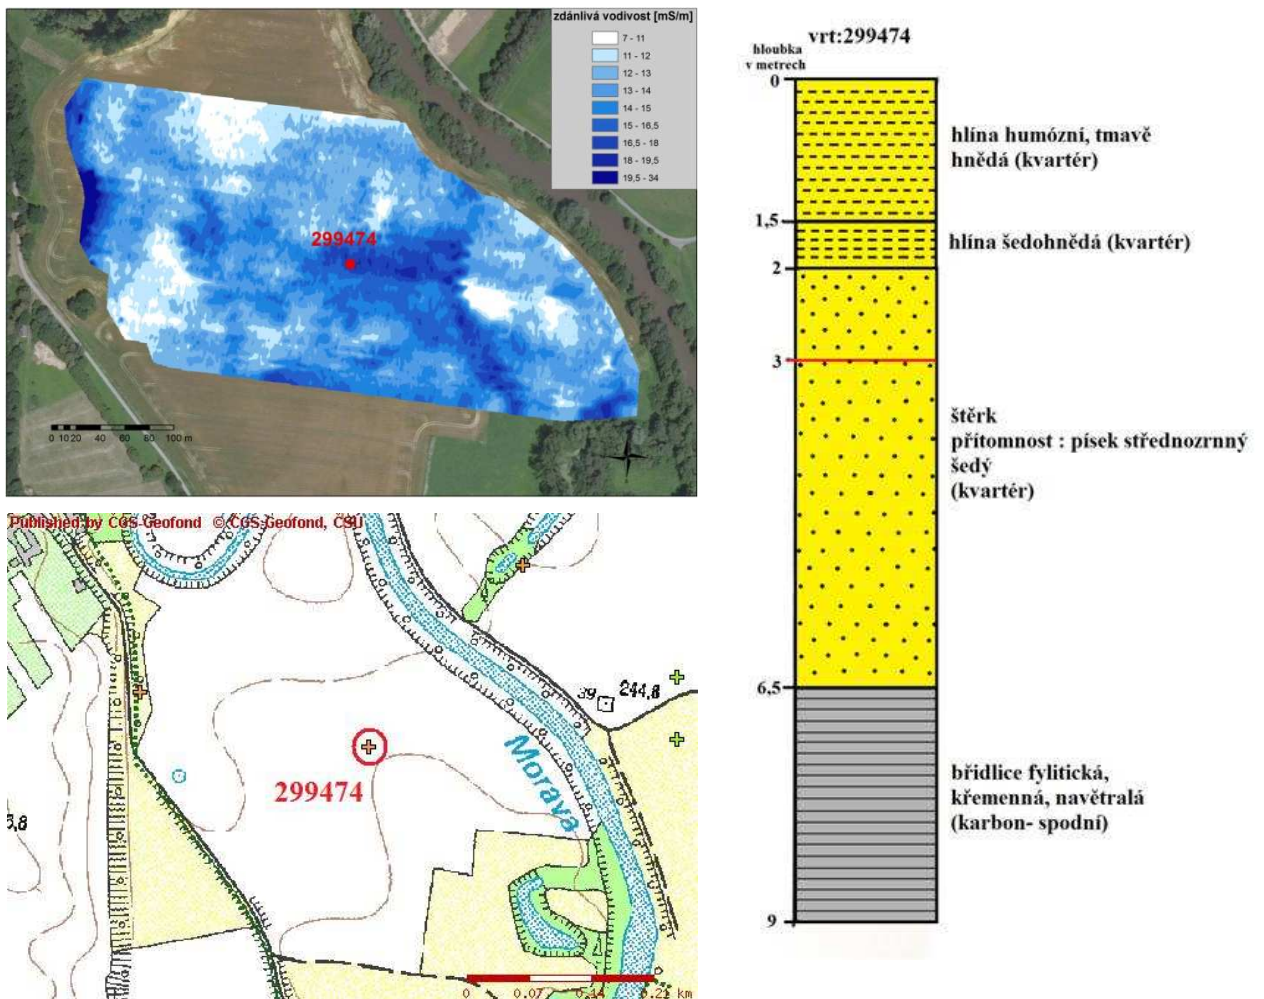 zdánlivá vodivost [mS/m]
7 - 11
11 - 12
12 - 13
13 - 14
14 - 15
15 - 16,5
16,5 - 18
18 - 19,5
19,5 - 34
299474
0 10 20 40 60 80 100 m
Published by CGS-Geofond © CGS-Geofond, CSU
39 244,8
Morava
299474
3,8
0 0.07 0.14 0.21 km
vrt:299474
hloubka
v metrech
0
hlína humózní, tmavě
hnědá (kvartér)
1,5
hlína šedohnědá (kvartér)
2
3
štěrk
přítomnost : písek střednozrnný
šedý
(kvartér)
6,5
břidlice fylitická,
křemenná, navětralá
(karbon- spodní)
9